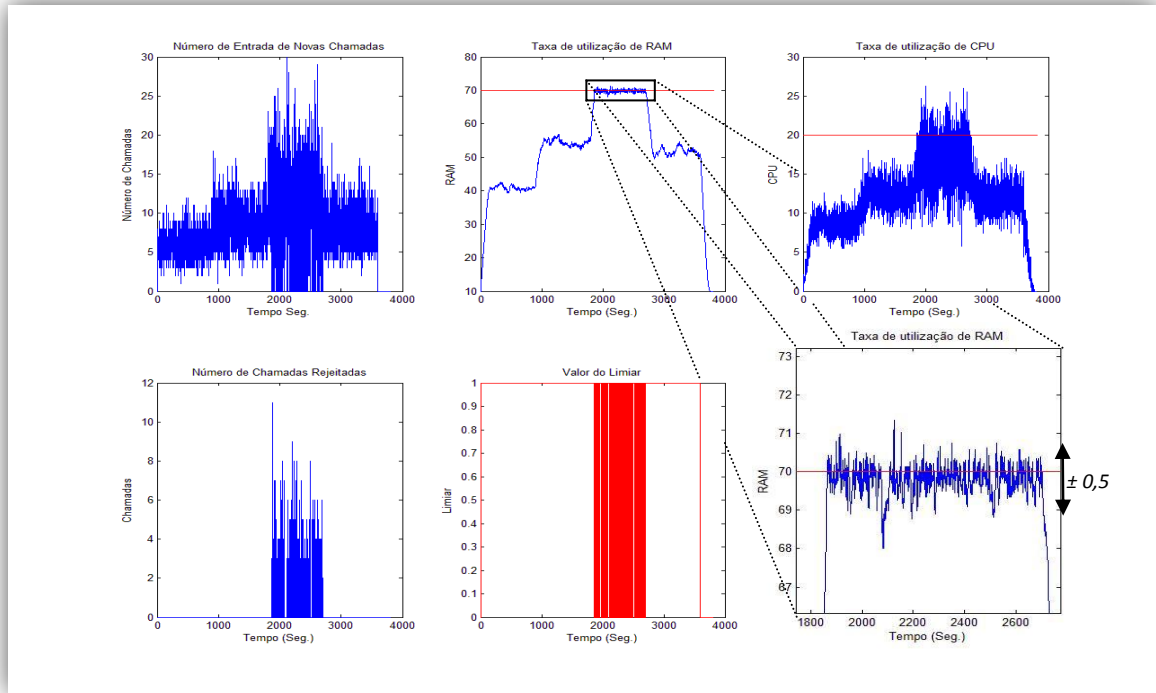 Número de Entrada de Novas Chamadas
30
25
20
15
10
5
0
Número de Chamadas
0 1000 2000 3000 4000
Tempo Seg.
Taxa de utilização de RAM
80
70
60
50
40
30
20
10
RAM
0 1000 2000 3000 4000
Tempo (Seg.)
Taxa de utilização de CPU
30
25
20
15
10
5
0
CPU
0 1000 2000 3000 4000
Tempo (Seg.)
Número de Chamadas Rejeitadas
12
10
8
6
4
2
0
Chamadas
0 1000 2000 3000 4000
Tempo (Seg.)
Valor do Limiar
1
0.9
0.8
0.7
0.6
0.5
0.4
0.3
0.2
0.1
0
Limiar
0 1000 2000 3000 4000
Tempo (Seg.)
Taxa de utilização de RAM
73
72
71
70
69
68
67
RAM
1800 2000 2200 2400 2600
Tempo (Seg.)
± 0,5